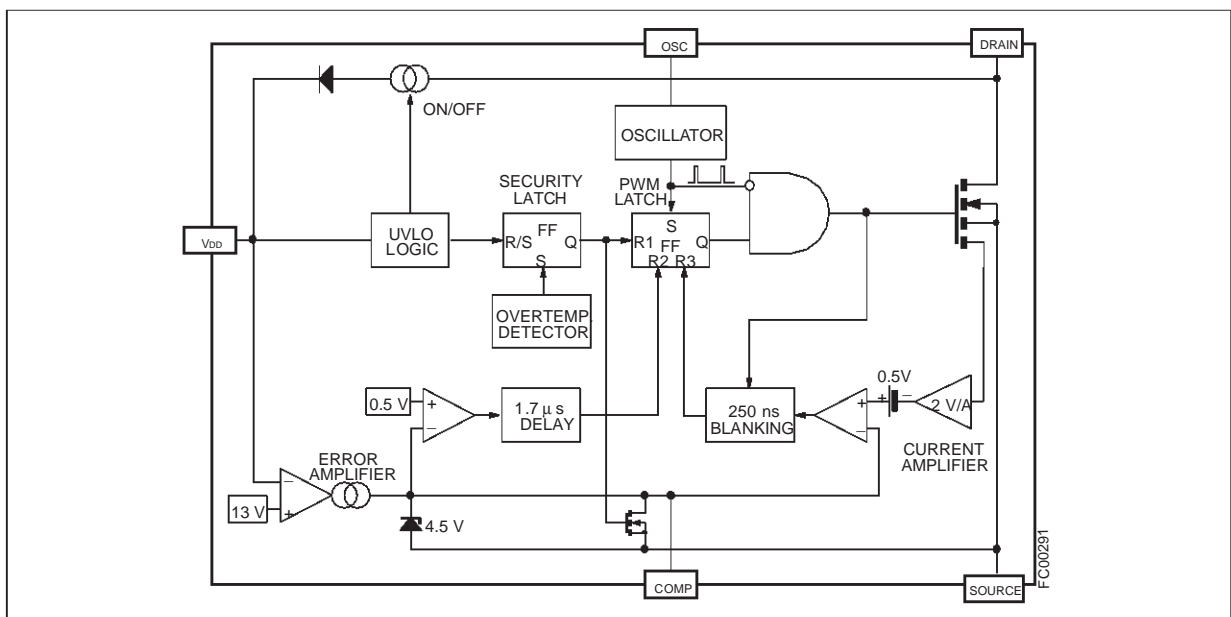 OSC
DRAIN
ON/OFF
OSCILLATOR
SECURITY
LATCH
PWM
LATCH
VDD
UVLO
LOGIC
R/S
FF
Q
S
S
R1
FF
Q
R2 R3
OVERTEMP.
DETECTOR
0.5 V
+
−
1.7 µs
DELAY
250 ns
BLANKING
+
−
0.5V
+
−
2 V/A
CURRENT
AMPLIFIER
ERROR
AMPLIFIER
−
13 V
+
4.5 V
COMP
SOURCE
FC00291